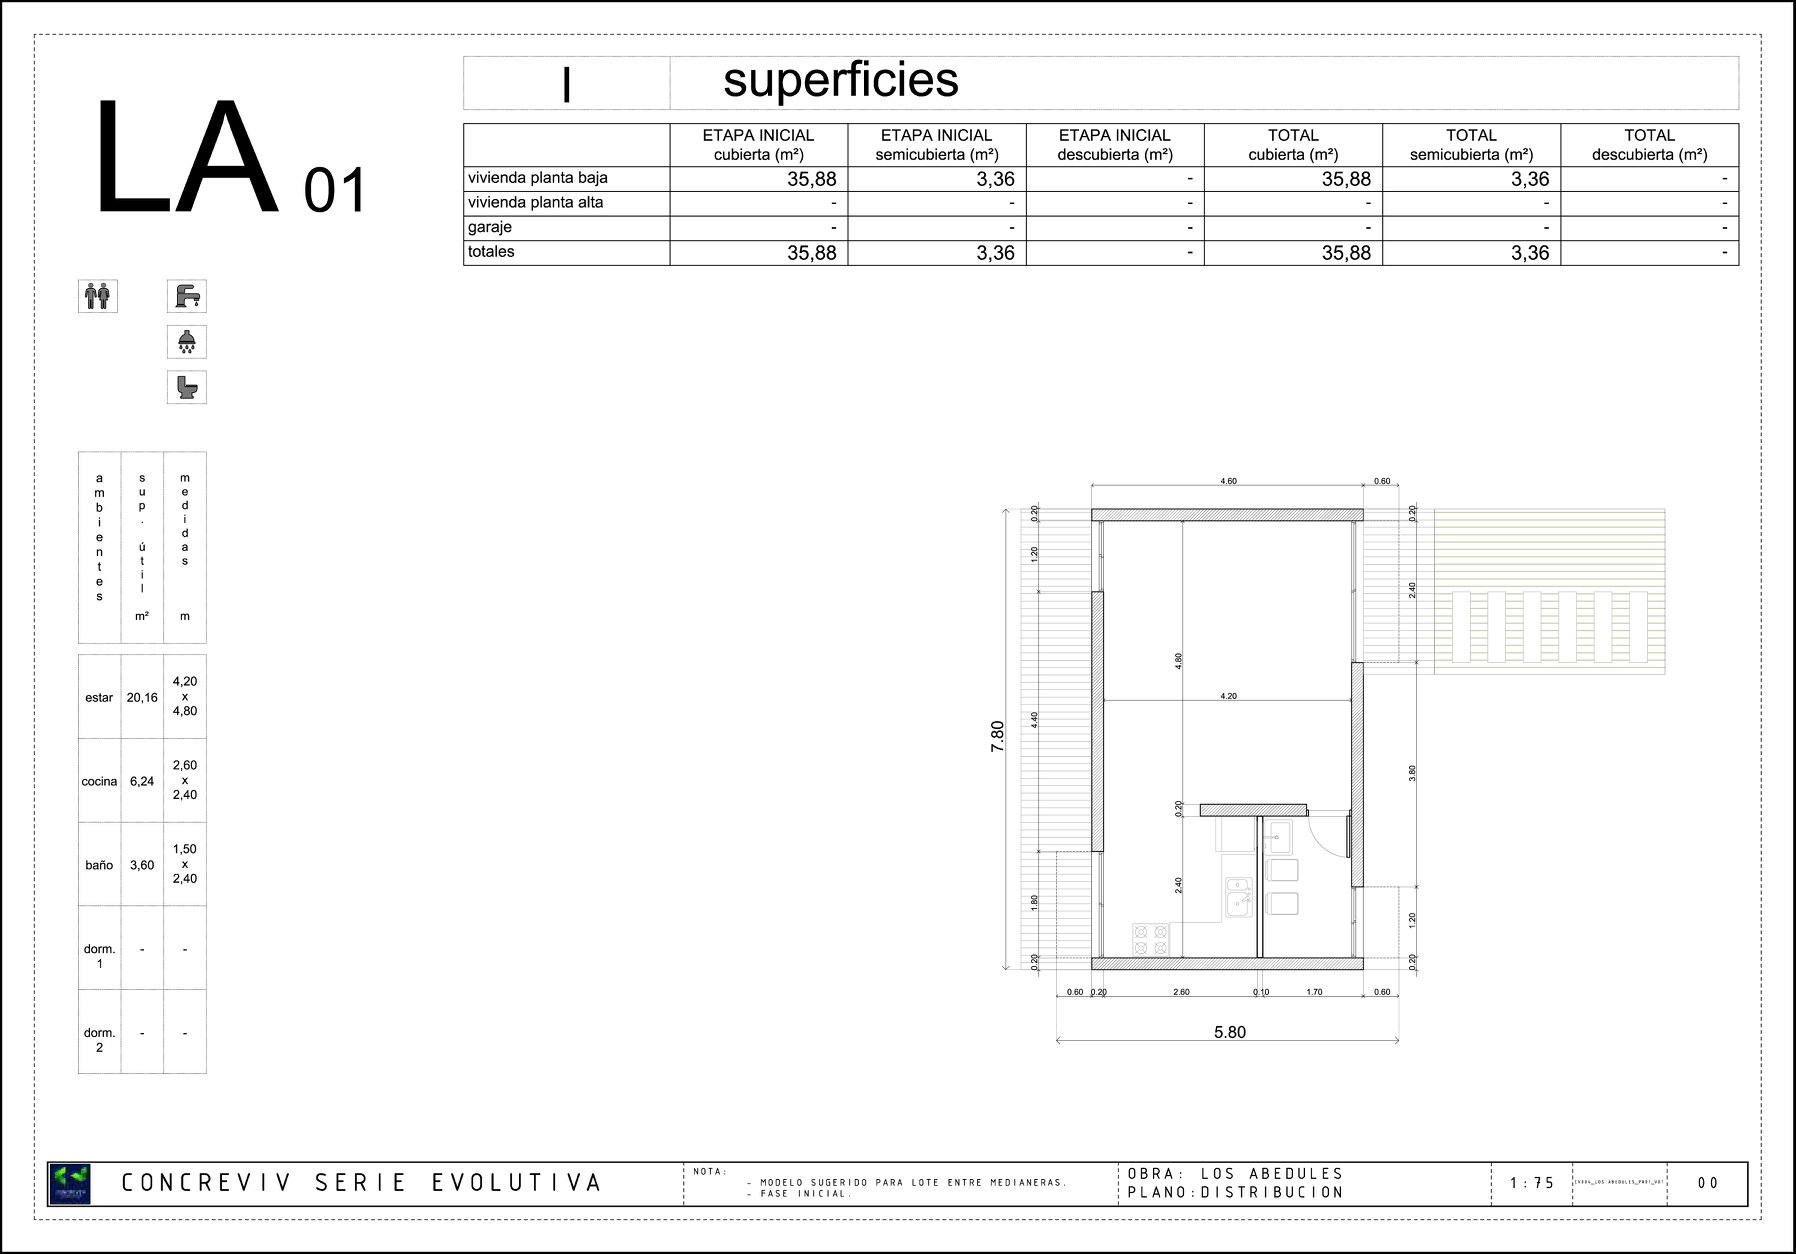 LA 01
I superficies
ETAPA INICIAL cubierta (m²) ETAPA INICIAL semicubierta (m²) ETAPA INICIAL descubierta (m²) TOTAL cubierta (m²) TOTAL semicubierta (m²) TOTAL descubierta (m²)
vivienda planta baja 35,88 3,36 - 35,88 3,36 -
vivienda planta alta - - - - - -
garaje - - - - - -
totales 35,88 3,36 - 35,88 3,36 -
ambientes sup. útil m² medidas m
estar 20,16 4,20 x 4,80
cocina 6,24 2,60 x 2,40
baño 3,60 1,50 x 2,40
dorm. 1 - -
dorm. 2 - -
4.60 0.60
0.20 0.20
1.20 2.40
4.80
4.20
4.40 7.80
3.80
0.20
2.40
1.80 1.20
0.20 0.20
0.60 0.20 2.60 0.10 1.70 0.60
5.80
CONCREVIV SERIE EVOLUTIVA
NOTA:
- MODELO SUGERIDO PARA LOTE ENTRE MEDIANERAS.
- FASE INICIAL.
OBRA: LOS ABEDULES
PLANO:DISTRIBUCION
1:75
00